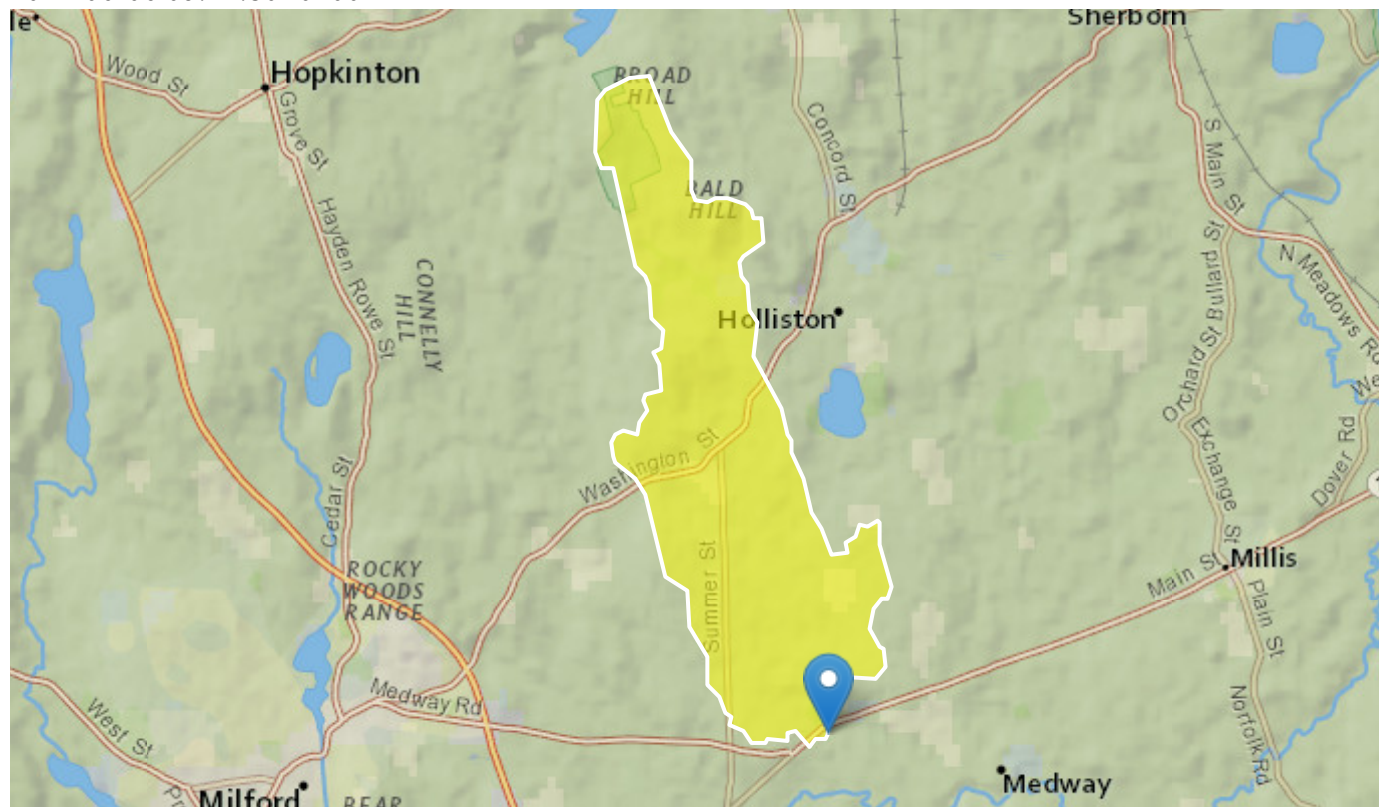 le
Sherborn
Wood St
Hopkinton
BROAD
HILL
Grove St
Concord St
S Main St
BALD
HILL
Hayden Rowe St
CONNELLY
HILL
Bullard St
N Meadows Rd
Holliston
Orchard St
We
Washington St
Exchange St
Dover Rd
Cedar St
Summer St
ROCKY
WOODS
RANGE
Main St
Millis
Plain St
Medway Rd
West St
Norfolk Rd
Medway
Milford
BEAR